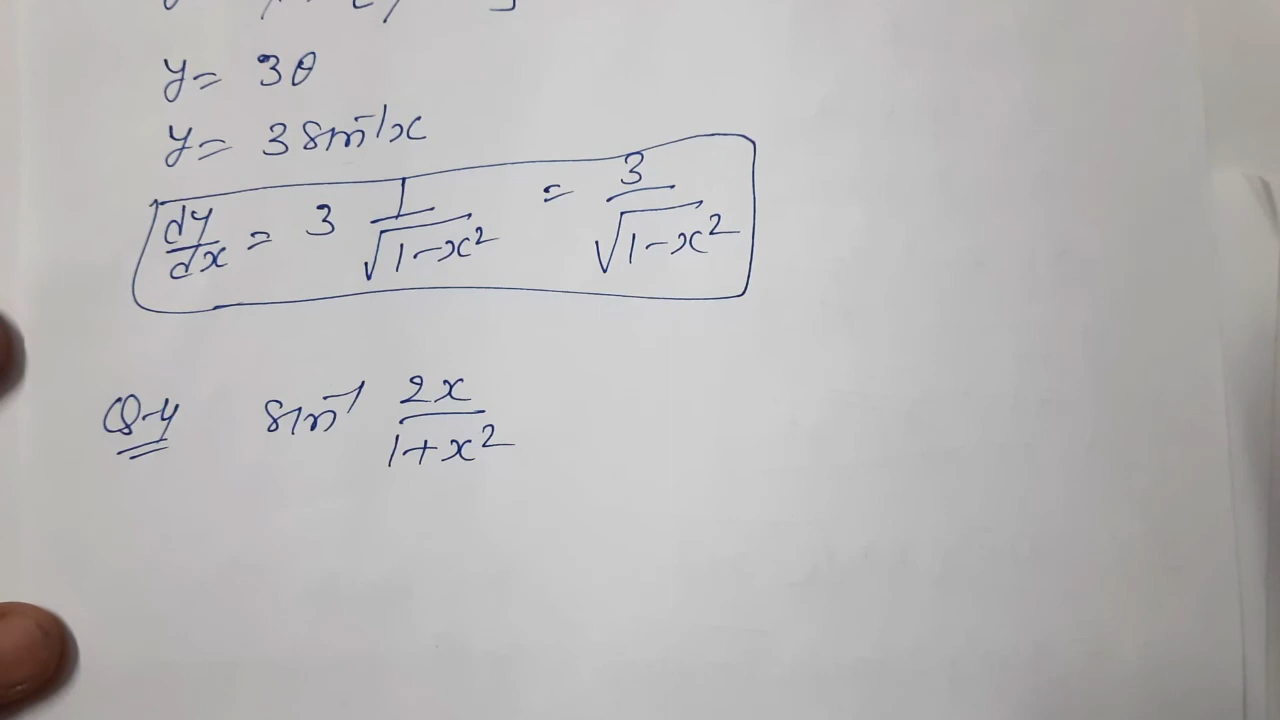 y = 3θ
y = 3 sin⁻¹x
dy/dx = 3 1/√(1-x²) = 3/√(1-x²)
Q-4 sin⁻¹ 2x/(1+x²)